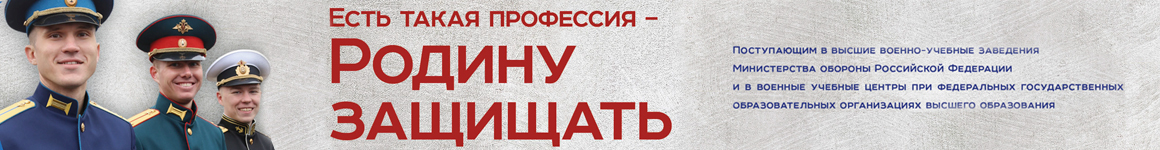 Есть такая профессия –
Родину
защищать
Поступающим в высшие военно-учебные заведения
Министерства обороны Российской Федерации
и в военные учебные центры при федеральных государственных
образовательных организациях высшего образования